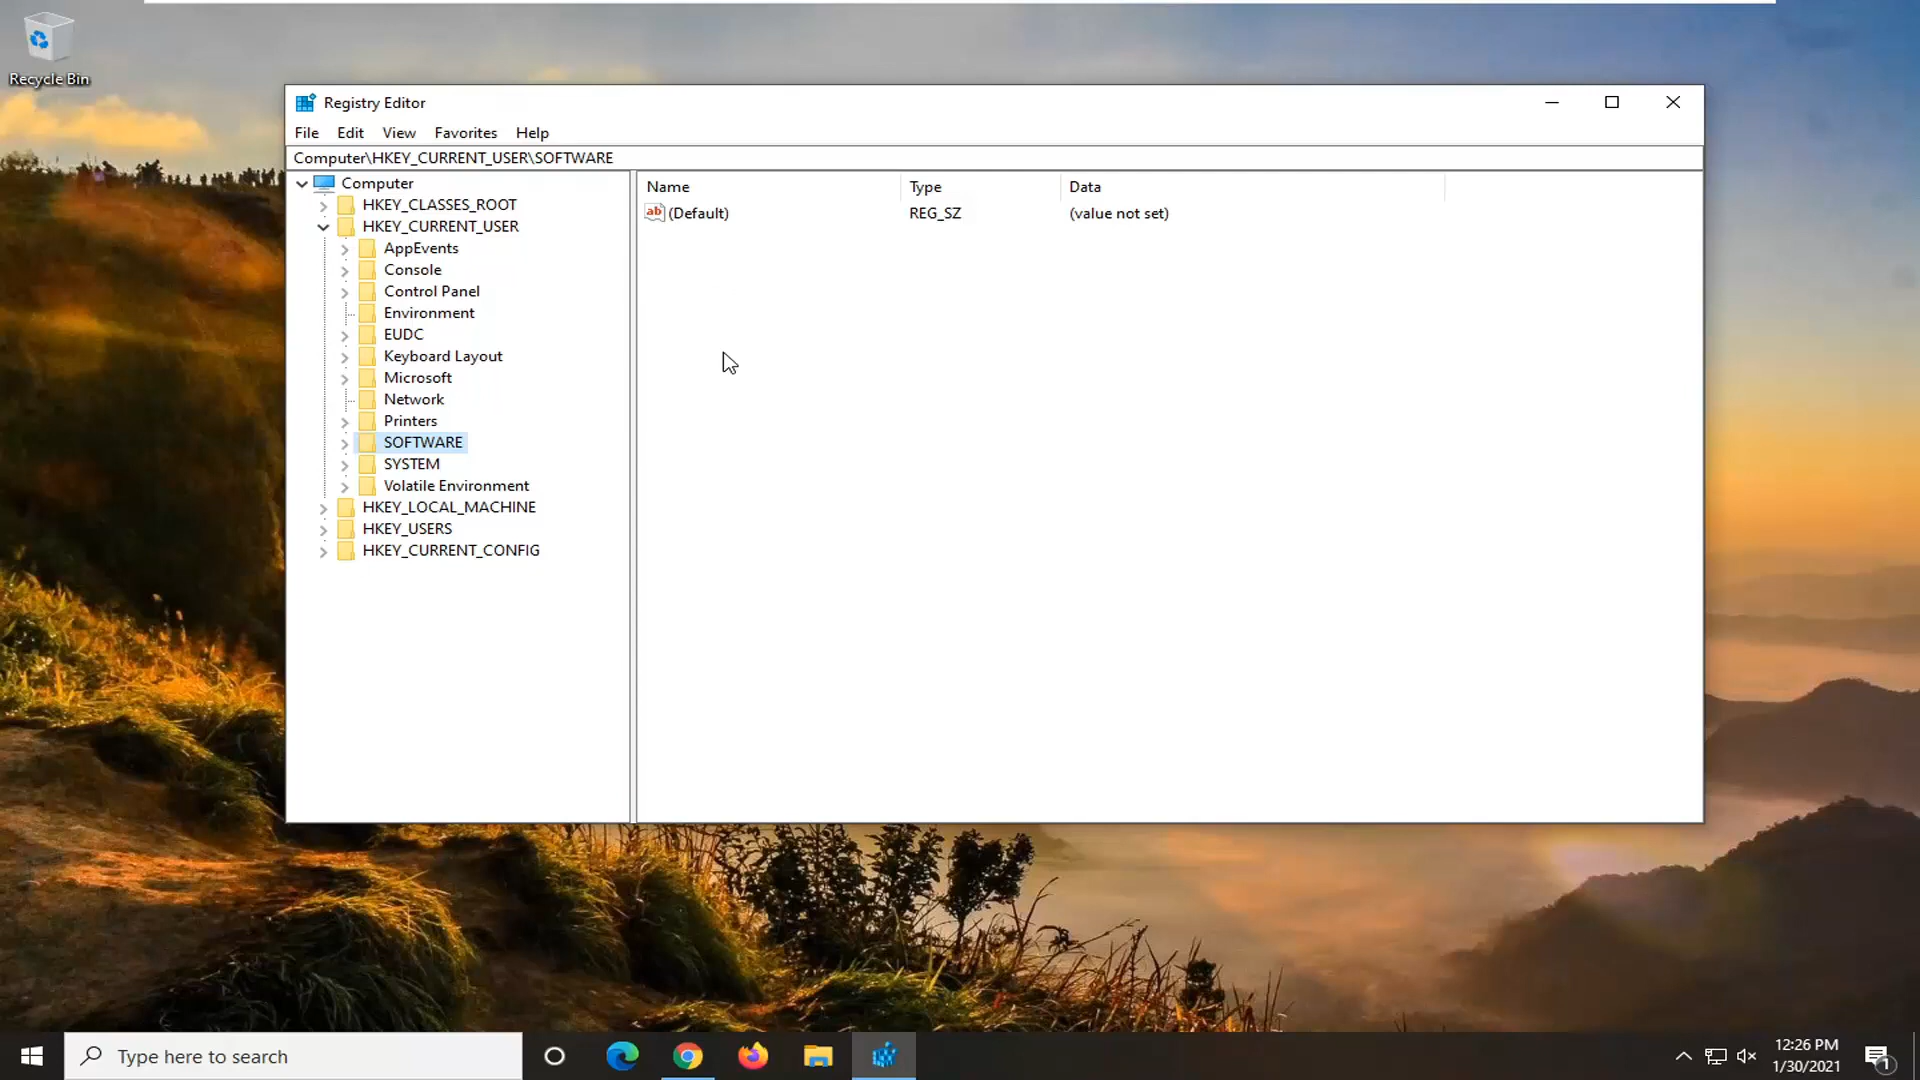 Recycle Bin
Registry Editor
File Edit View Favorites Help
Computer\HKEY_CURRENT_USER\SOFTWARE
Computer
HKEY_CLASSES_ROOT
HKEY_CURRENT_USER
AppEvents
Console
Control Panel
Environment
EUDC
Keyboard Layout
Microsoft
Network
Printers
SOFTWARE
SYSTEM
Volatile Environment
HKEY_LOCAL_MACHINE
HKEY_USERS
HKEY_CURRENT_CONFIG
Name Type Data
ab (Default) REG_SZ (value not set)
Type here to search
12:26 PM
1/30/2021
1